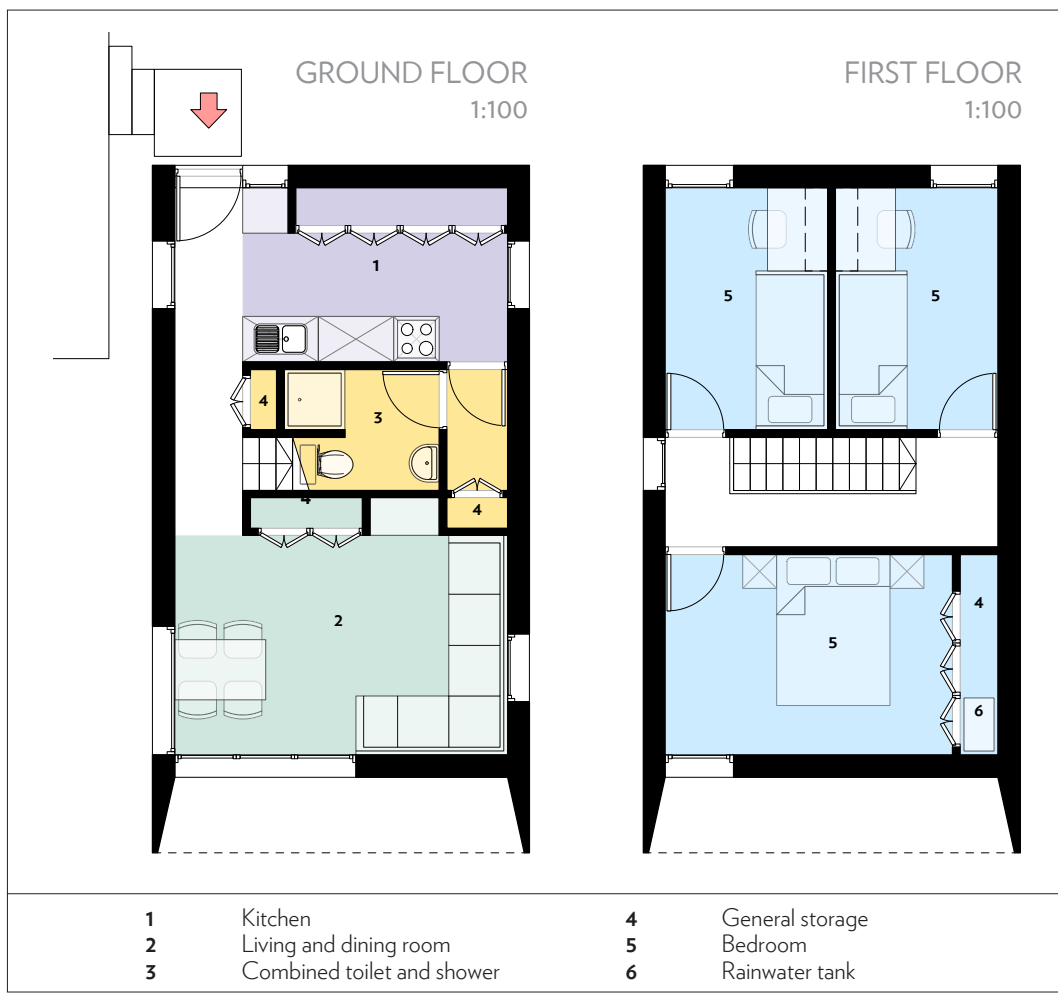 GROUND FLOOR
1:100
FIRST FLOOR
1:100
1
4
3
4
4
2
5
5
5
4
6
1 Kitchen
2 Living and dining room
3 Combined toilet and shower
4 General storage
5 Bedroom
6 Rainwater tank